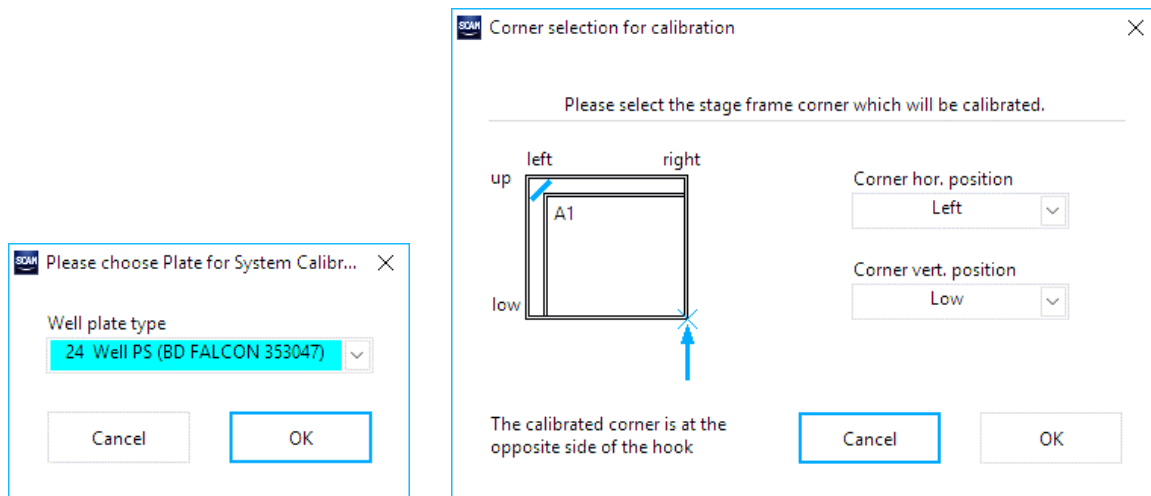 SCAM Please choose Plate for System Calibr...
Well plate type
24 Well PS (BD FALCON 353047)
Cancel OK
SCAM Corner selection for calibration
Please select the stage frame corner which will be calibrated.
left right
up
A1
low
Corner hor. position
Left
Corner vert. position
Low
The calibrated corner is at the
opposite side of the hook
Cancel OK